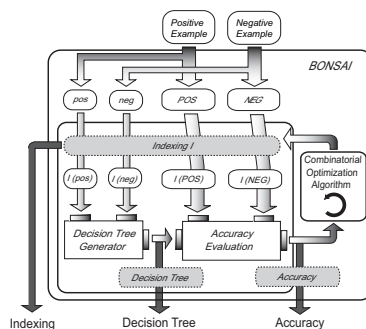 Positive
Example
Negative
Example
BONSAI
pos
neg
POS
NEG
Indexing I
I (pos)
I (neg)
I (POS)
I (NEG)
Combinatorial
Optimization
Algorithm
Decision Tree
Generator
Accuracy
Evaluation
Decision Tree
Accuracy
Indexing
Decision Tree
Accuracy